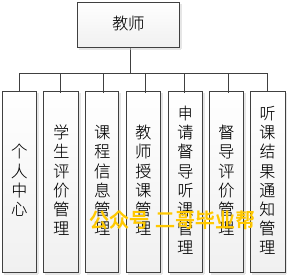 教师
个人中心
学生评价管理
课程信息管理
教师授课管理
申请督导听课管理
督导评价管理
听课结果通知管理
公众号 二哥毕业帮